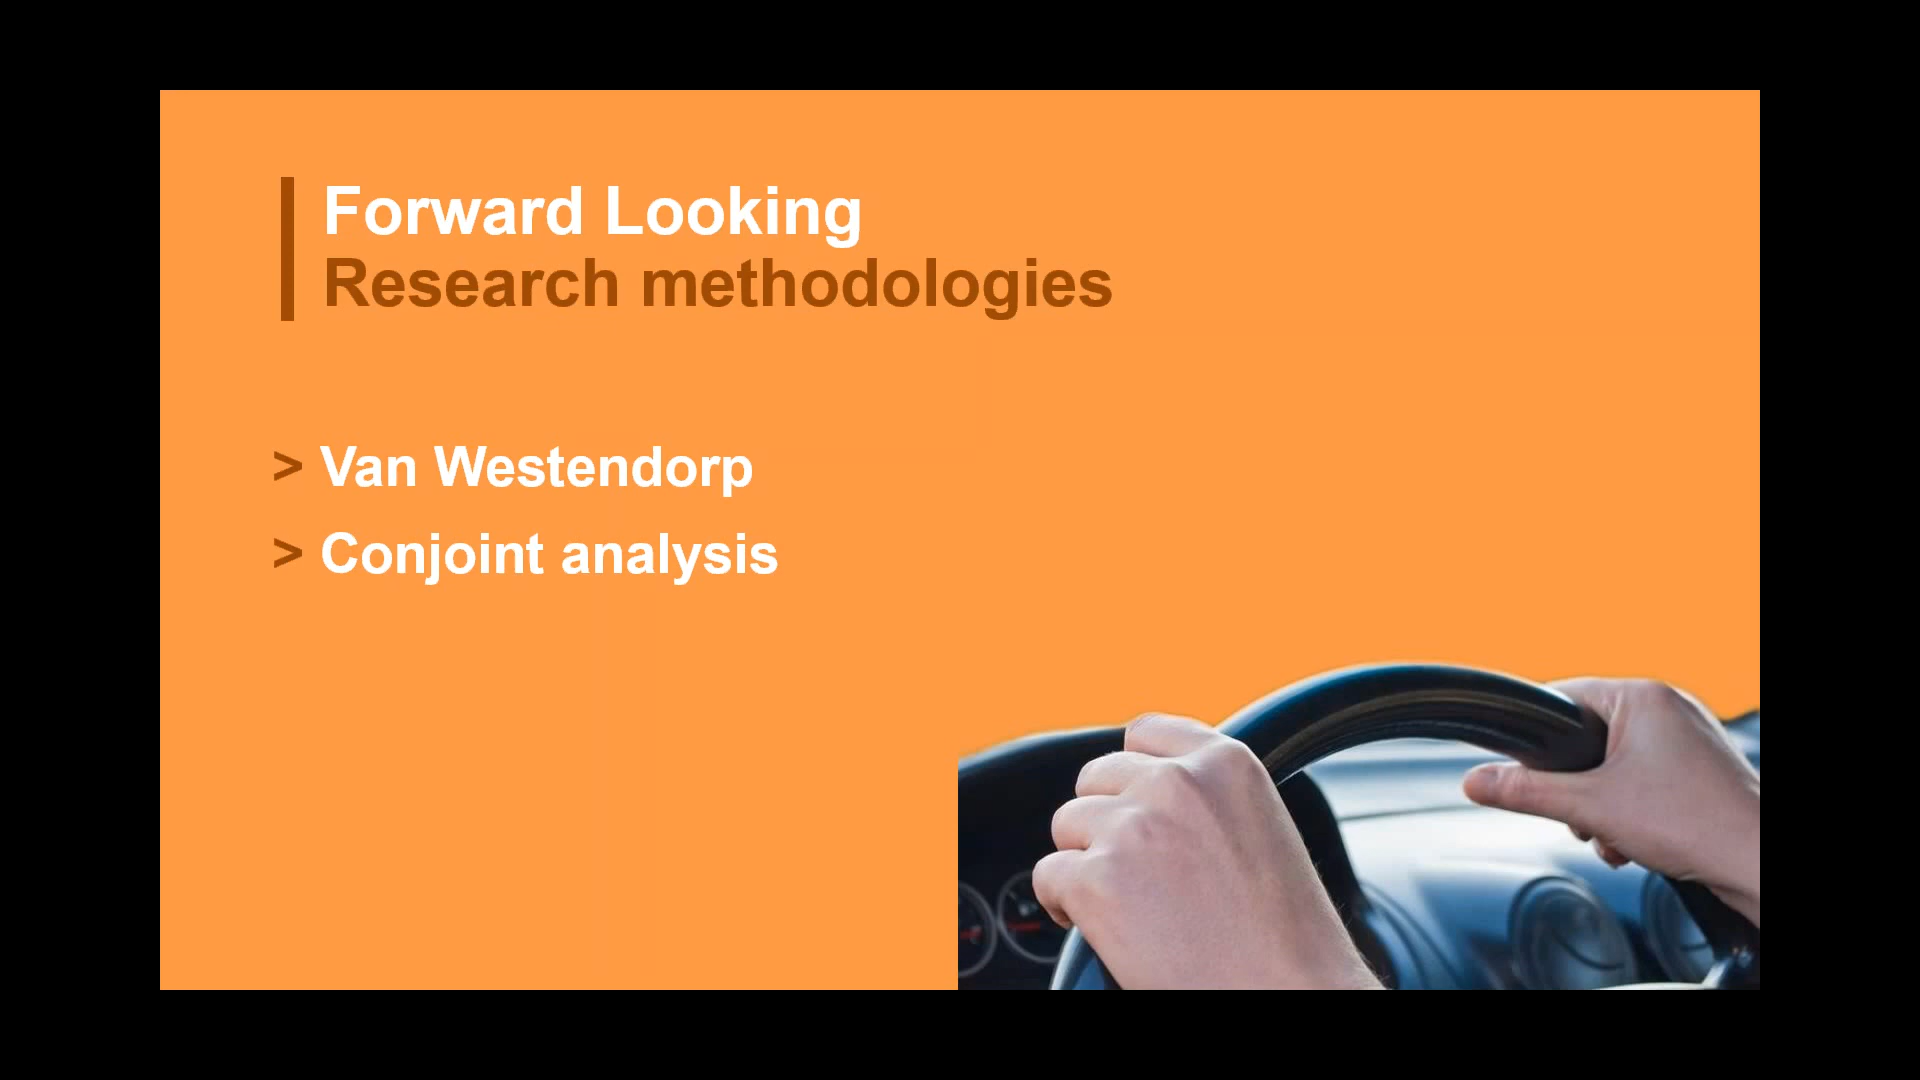 Forward Looking
Research methodologies
> Van Westendorp
> Conjoint analysis